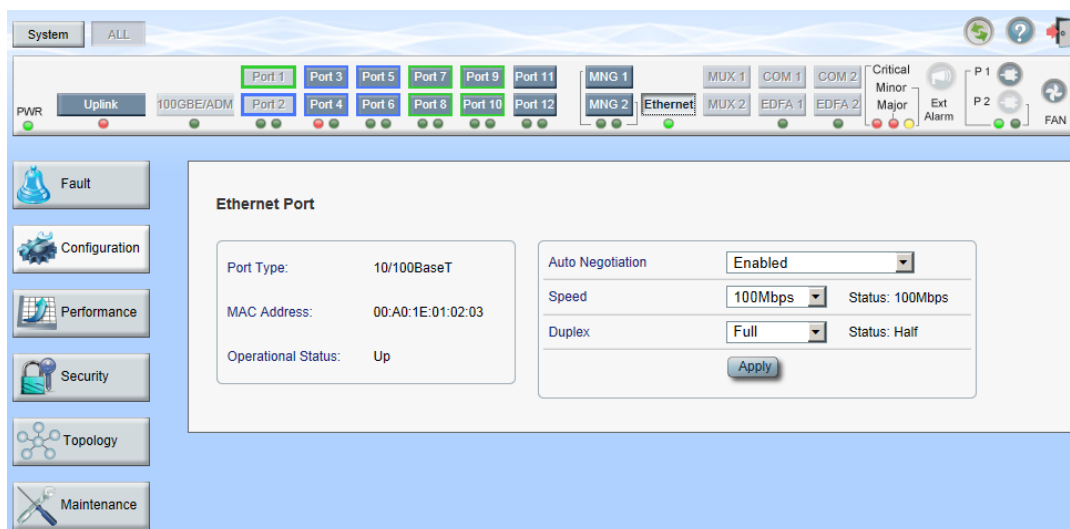 System ALL
Port 1 Port 3 Port 5 Port 7 Port 9 Port 11 MNG 1 MUX 1 COM 1 COM 2 Critical P 1
Minor
PWR Uplink 100GBE/ADM Port 2 Port 4 Port 6 Port 8 Port 10 Port 12 MNG 2 Ethernet MUX 2 EDFA 1 EDFA 2 Major Ext Alarm P 2 FAN
Fault
Configuration
Performance
Security
Topology
Maintenance
Ethernet Port
Port Type: 10/100BaseT
MAC Address: 00:A0:1E:01:02:03
Operational Status: Up
Auto Negotiation Enabled
Speed 100Mbps Status: 100Mbps
Duplex Full Status: Half
Apply